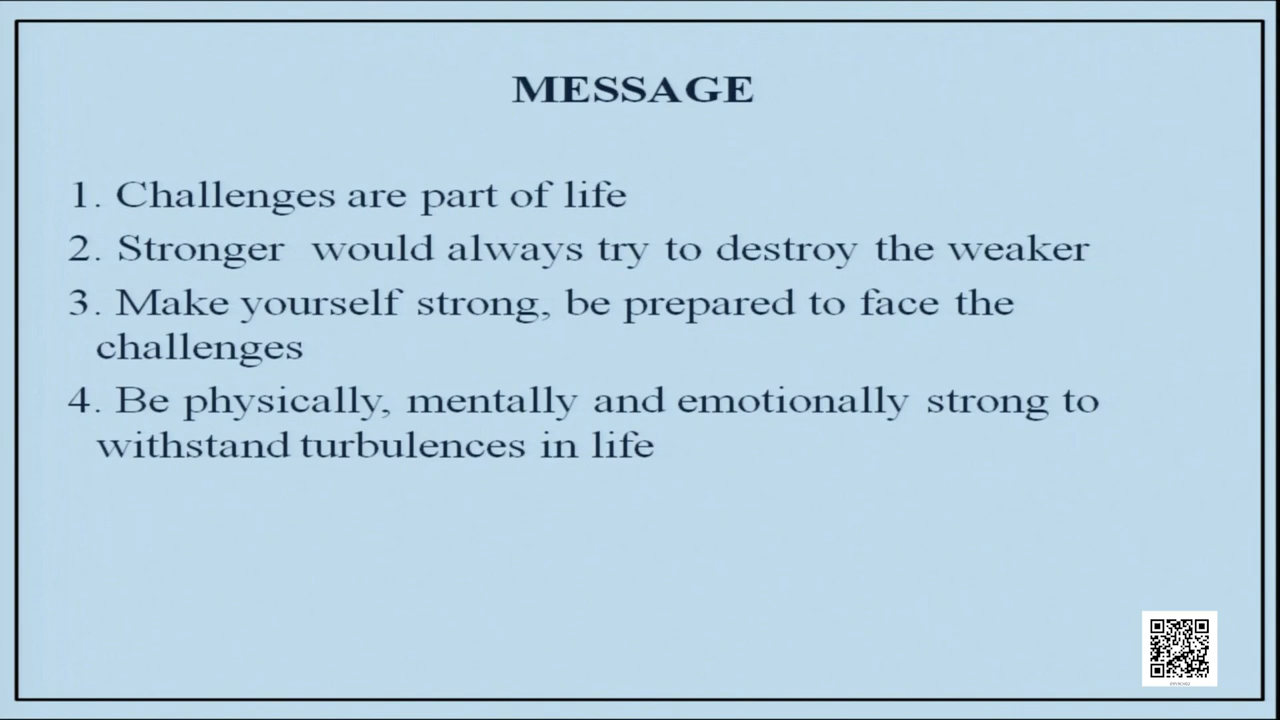 MESSAGE
1. Challenges are part of life
2. Stronger would always try to destroy the weaker
3. Make yourself strong, be prepared to face the
challenges
4. Be physically, mentally and emotionally strong to
withstand turbulences in life